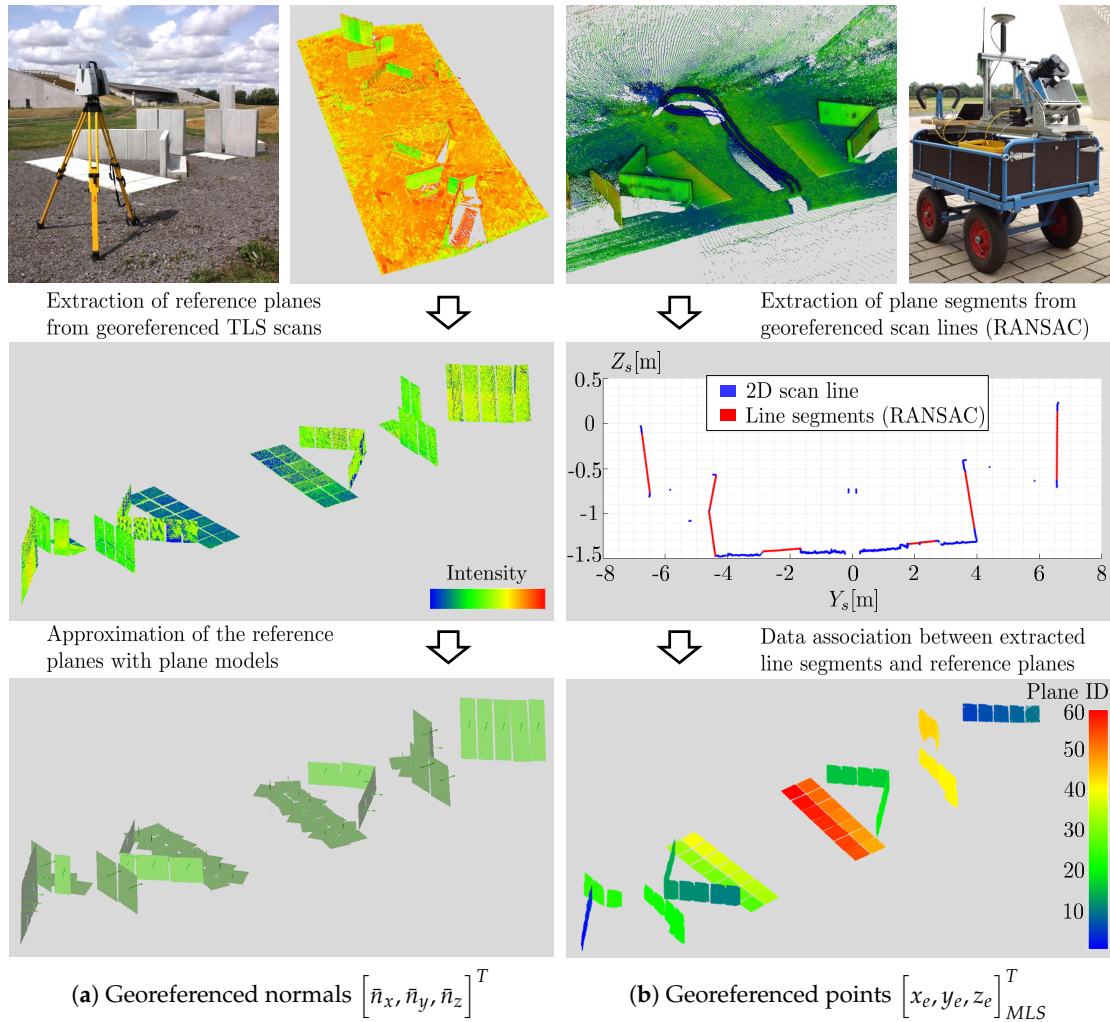 Extraction of reference planes
from georeferenced TLS scans
Extraction of plane segments from
georeferenced scan lines (RANSAC)
Intensity
Z_s[m]
2D scan line
Line segments (RANSAC)
0.5
0
-0.5
-1
-1.5
-8
-6
-4
-2
0
2
4
6
8
Y_s[m]
Approximation of the reference
planes with plane models
Data association between extracted
line segments and reference planes
Plane ID
60
50
40
30
20
10
(a) Georeferenced normals [n̄_x, n̄_y, n̄_z]^T
(b) Georeferenced points [x_e, y_e, z_e]^T_MLS